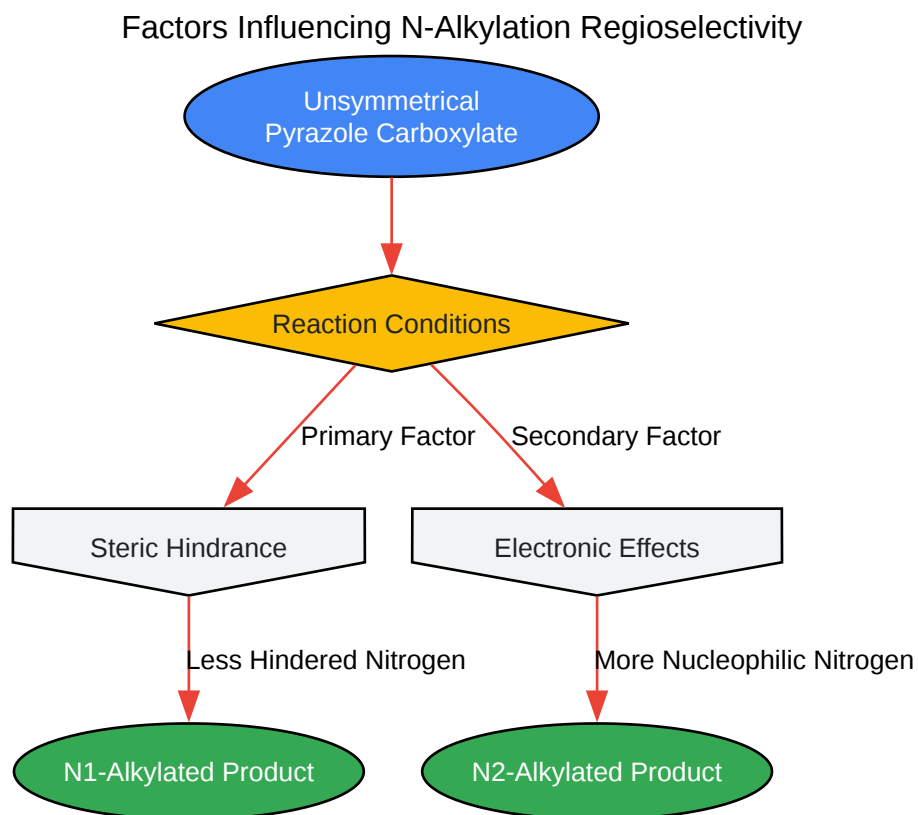 Factors Influencing N-Alkylation Regioselectivity
Unsymmetrical
Pyrazole Carboxylate
Reaction Conditions
Primary Factor
Secondary Factor
Steric Hindrance
Electronic Effects
Less Hindered Nitrogen
More Nucleophilic Nitrogen
N1-Alkylated Product
N2-Alkylated Product